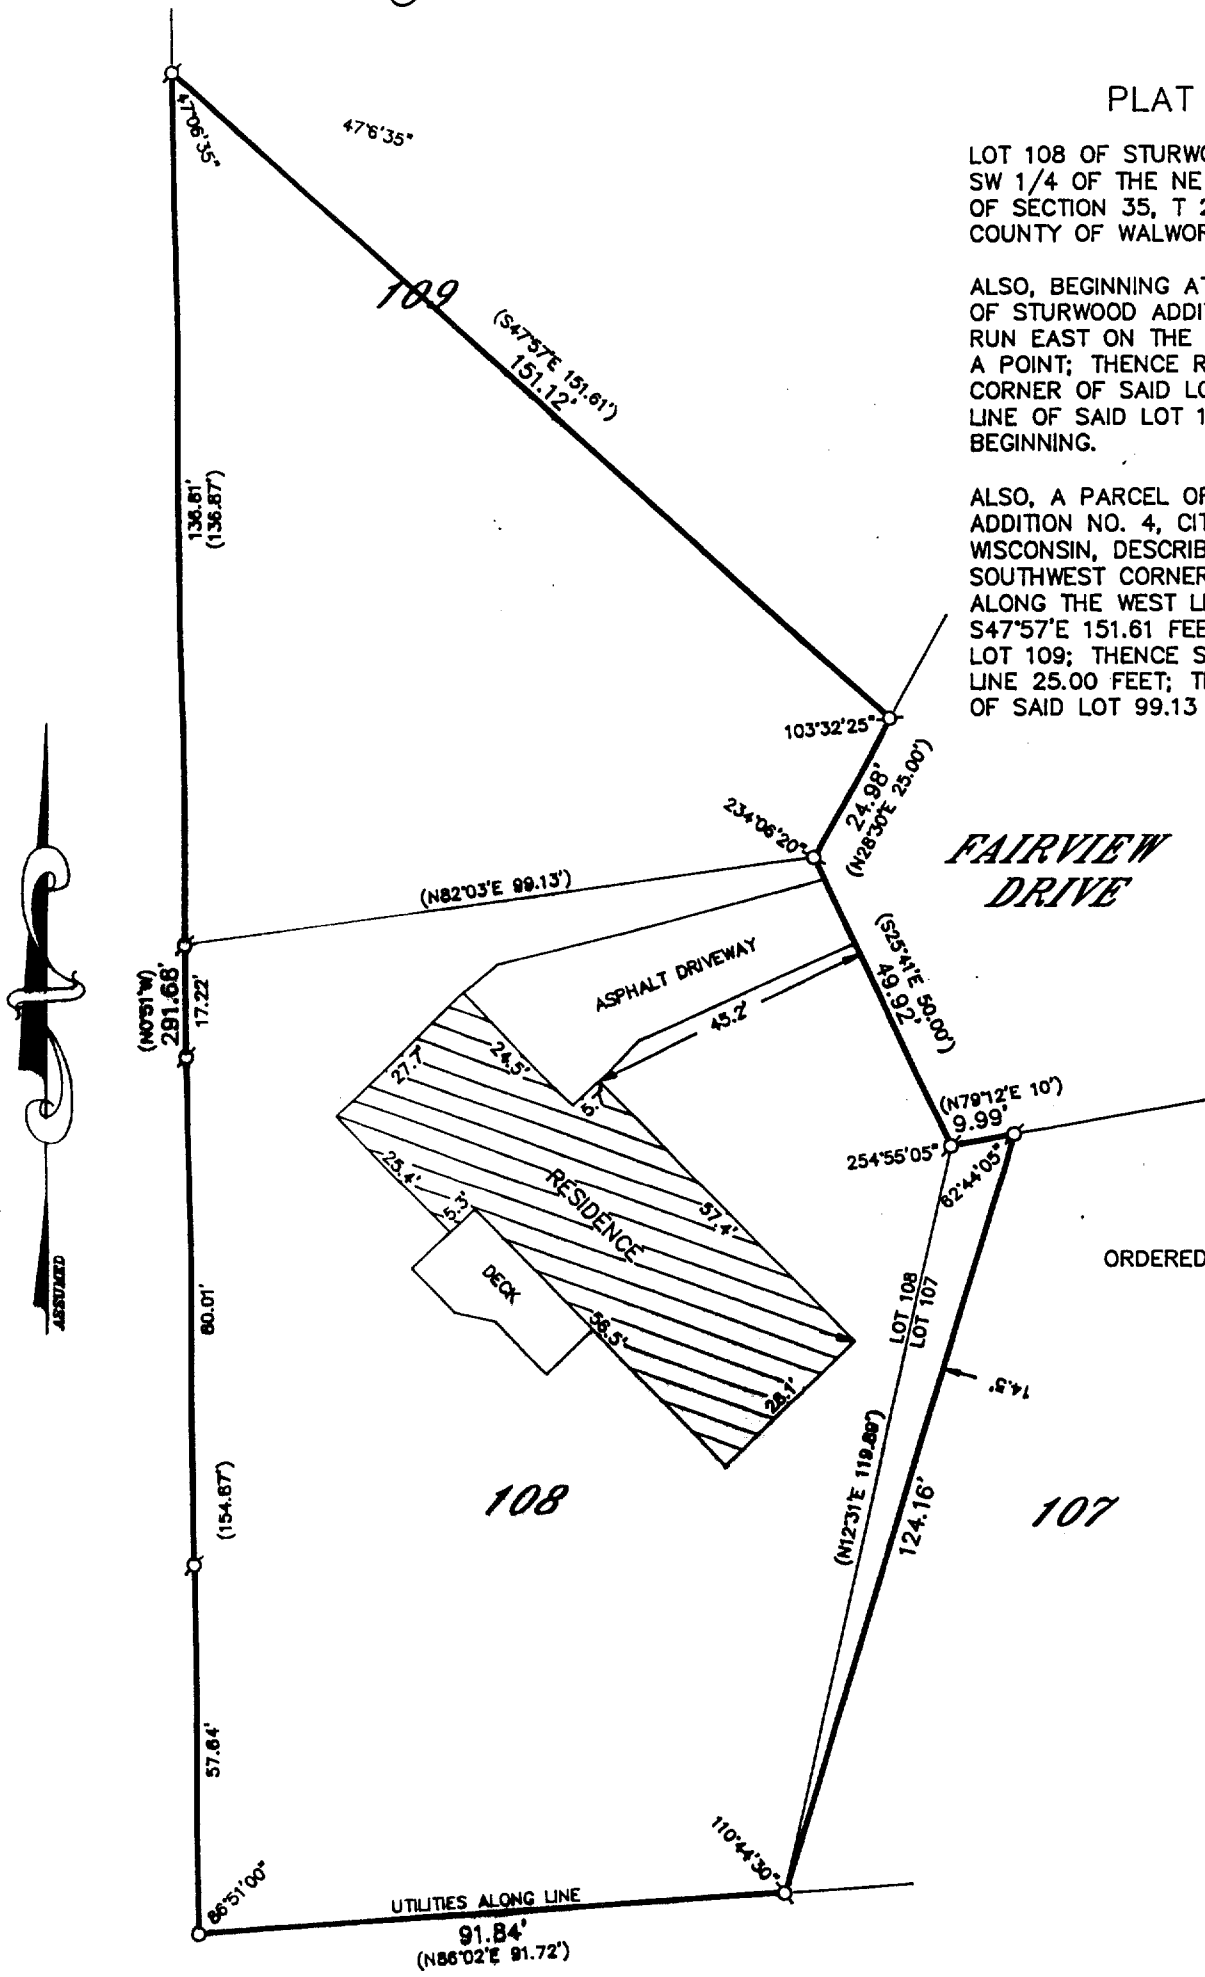 PLAT
LOT 108 OF STURWO
SW 1/4 OF THE NE
OF SECTION 35, T 2
COUNTY OF WALWOR
ALSO, BEGINNING AT
OF STURWOOD ADDI
RUN EAST ON THE
A POINT; THENCE R
CORNER OF SAID LO
LINE OF SAID LOT 1
BEGINNING.
ALSO, A PARCEL OF
ADDITION NO. 4, CIT
WISCONSIN, DESCRIB
SOUTHWEST CORNER
ALONG THE WEST LI
S47°57'E 151.61 FEE
LOT 109; THENCE S
LINE 25.00 FEET; T
OF SAID LOT 99.13
47°06'35"
47°6'35"
109
(S47°57'E 151.61')
151.12'
136.81'
(136.87')
103°32'25"
24.98'
(N28°30'E 25.00')
234°06'20"
FAIRVIEW
DRIVE
(N82°03'E 99.13')
(S25°41'E 50.00')
49.92'
ASPHALT DRIVEWAY
45.2'
(N0°51'W)
291.68'
17.22'
27.7'
24.5'
5.7'
(N79°12'E 10')
9.99'
254°55'05"
62°44'05"
25.4'
5.3'
RESIDENCE
57.4'
DECK
56.5'
28.1'
ASSUMED
80.01'
LOT 108
LOT 107
ORDERED
14.5'
(154.87')
(N12°31'E 119.89')
124.16'
108
107
57.64'
110°44'30"
86°51'00"
UTILITIES ALONG LINE
91.84'
(N86°02'E 91.72')